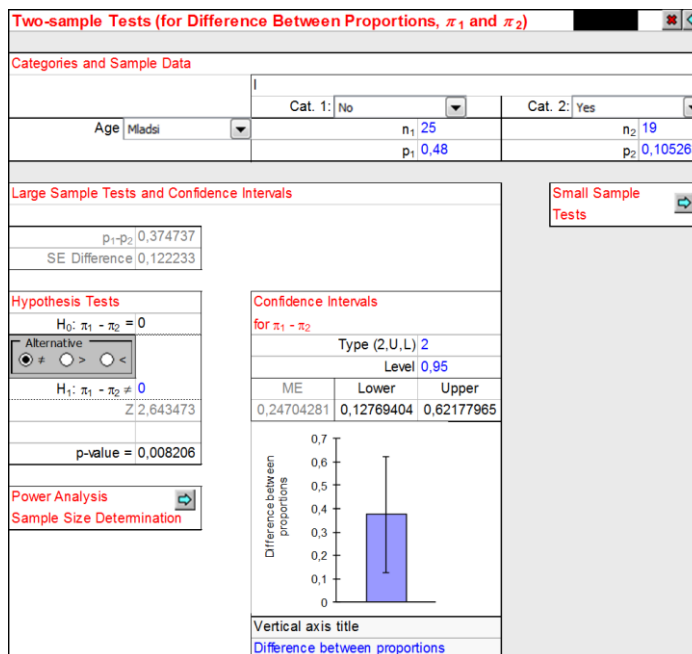 Two-sample Tests (for Difference Between Proportions, π₁ and π₂)
Categories and Sample Data
I
Cat. 1: No Cat. 2: Yes
Age Mladsi n₁ 25 n₂ 19
p₁ 0,48 p₂ 0,10526
Large Sample Tests and Confidence Intervals
Small Sample
Tests
p₁-p₂ 0,374737
SE Difference 0,122233
Hypothesis Tests
H₀: π₁ - π₂ = 0
Alternative
≠ > <
H₁: π₁ - π₂ ≠ 0
Z 2,643473
p-value = 0,008206
Power Analysis
Sample Size Determination
Confidence Intervals
for π₁ - π₂
Type (2,U,L) 2
Level 0,95
ME Lower Upper
0,24704281 0,12769404 0,62177965
0,7
0,6
0,5
0,4
0,3
0,2
0,1
0
Difference between
proportions
Vertical axis title
Difference between proportions